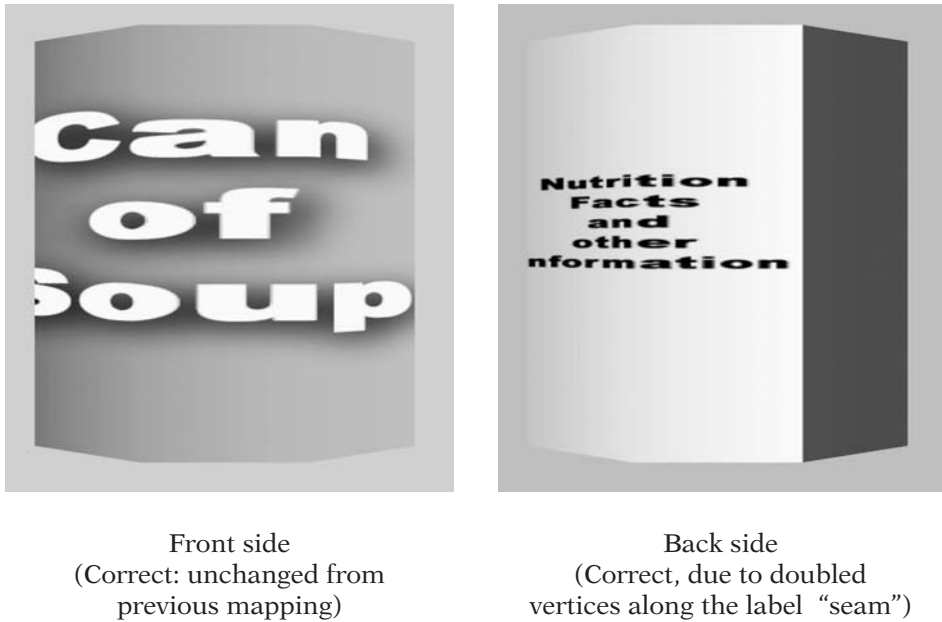 Can
of
Soup
Nutrition
Facts
and
other
nformation
Front side
(Correct: unchanged from
previous mapping)
Back side
(Correct, due to doubled
vertices along the label “seam”)